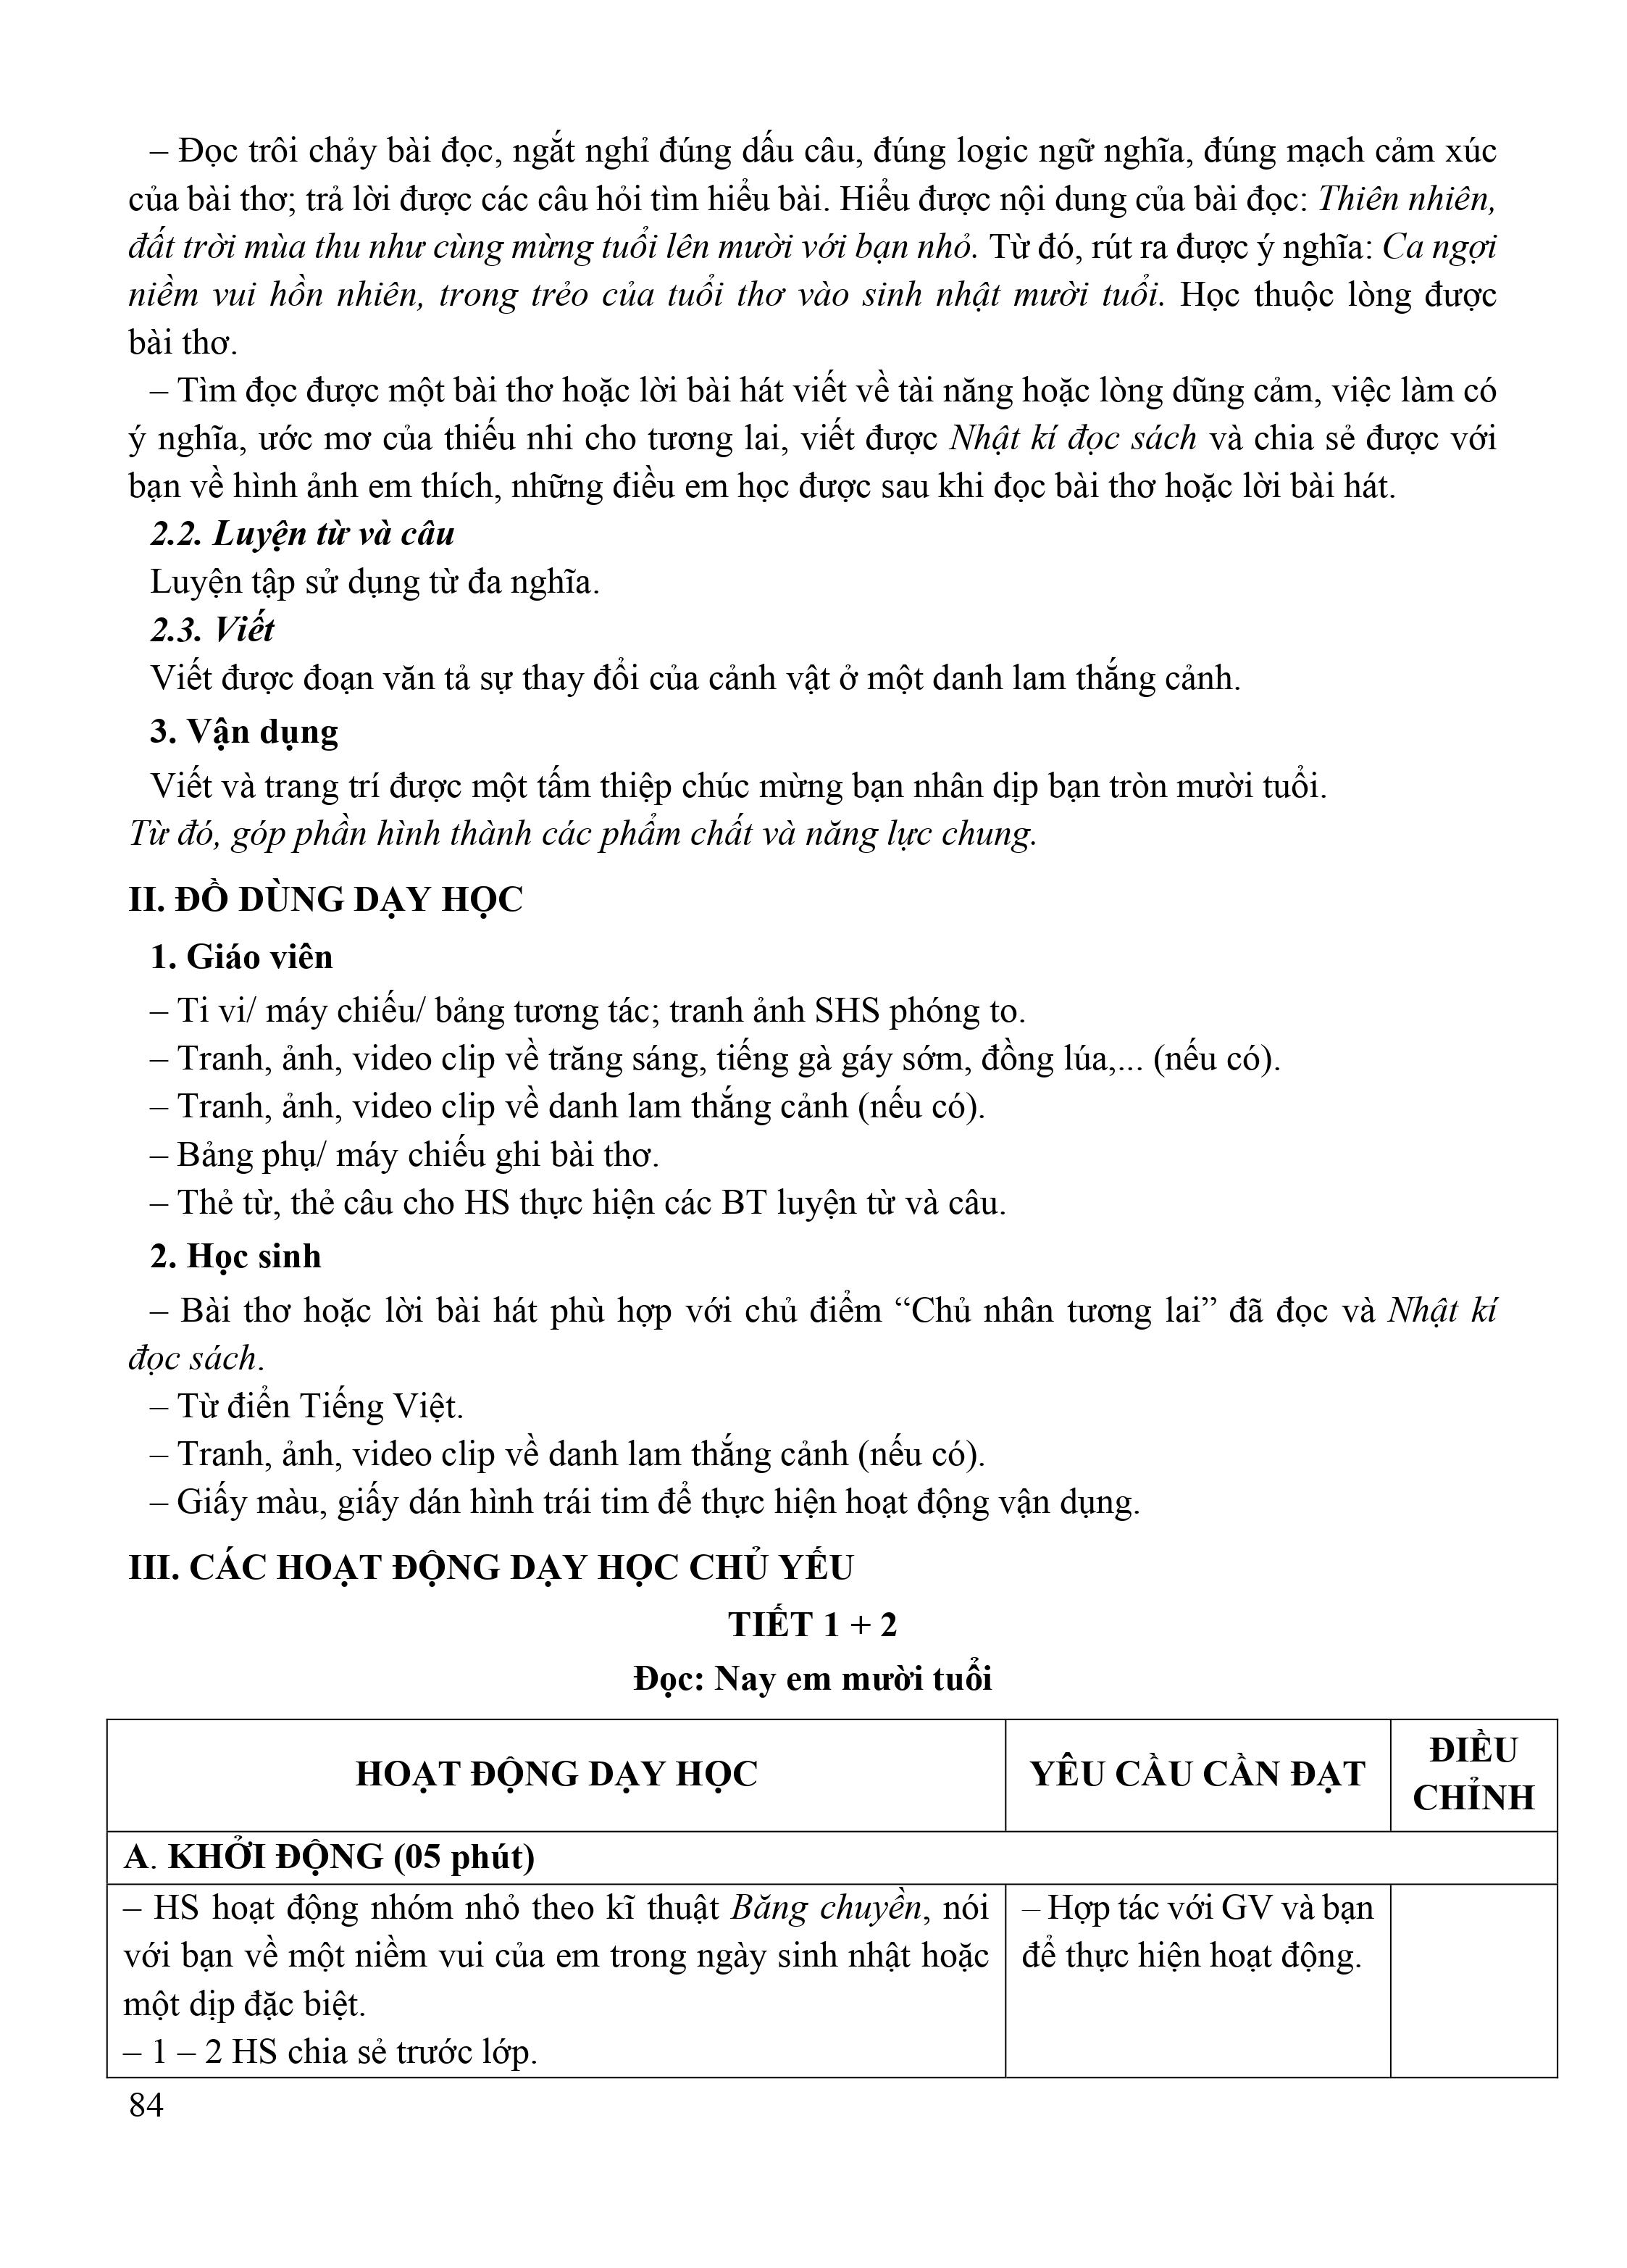 – Đọc trôi chảy bài đọc, ngắt nghỉ đúng dấu câu, đúng logic ngữ nghĩa, đúng mạch cảm xúc
của bài thơ; trả lời được các câu hỏi tìm hiểu bài. Hiểu được nội dung của bài đọc: Thiên nhiên,
đất trời mùa thu như cùng mừng tuổi lên mười với bạn nhỏ. Từ đó, rút ra được ý nghĩa: Ca ngợi
niềm vui hồn nhiên, trong trẻo của tuổi thơ vào sinh nhật mười tuổi. Học thuộc lòng được
bài thơ.
– Tìm đọc được một bài thơ hoặc lời bài hát viết về tài năng hoặc lòng dũng cảm, việc làm có
ý nghĩa, ước mơ của thiếu nhi cho tương lai, viết được Nhật kí đọc sách và chia sẻ được với
bạn về hình ảnh em thích, những điều em học được sau khi đọc bài thơ hoặc lời bài hát.
2.2. Luyện từ và câu
Luyện tập sử dụng từ đa nghĩa.
2.3. Viết
Viết được đoạn văn tả sự thay đổi của cảnh vật ở một danh lam thắng cảnh.
3. Vận dụng
Viết và trang trí được một tấm thiệp chúc mừng bạn nhân dịp bạn tròn mười tuổi.
Từ đó, góp phần hình thành các phẩm chất và năng lực chung.
II. ĐỒ DÙNG DẠY HỌC
1. Giáo viên
– Ti vi/ máy chiếu/ bảng tương tác; tranh ảnh SHS phóng to.
– Tranh, ảnh, video clip về trăng sáng, tiếng gà gáy sớm, đồng lúa,... (nếu có).
– Tranh, ảnh, video clip về danh lam thắng cảnh (nếu có).
– Bảng phụ/ máy chiếu ghi bài thơ.
– Thẻ từ, thẻ câu cho HS thực hiện các BT luyện từ và câu.
2. Học sinh
– Bài thơ hoặc lời bài hát phù hợp với chủ điểm “Chủ nhân tương lai” đã đọc và Nhật kí
đọc sách.
– Từ điển Tiếng Việt.
– Tranh, ảnh, video clip về danh lam thắng cảnh (nếu có).
– Giấy màu, giấy dán hình trái tim để thực hiện hoạt động vận dụng.
III. CÁC HOẠT ĐỘNG DẠY HỌC CHỦ YẾU
TIẾT 1 + 2
Đọc: Nay em mười tuổi
HOẠT ĐỘNG DẠY HỌC
YÊU CẦU CẦN ĐẠT
ĐIỀU
CHỈNH
A. KHỞI ĐỘNG (05 phút)
– HS hoạt động nhóm nhỏ theo kĩ thuật Băng chuyền, nói
với bạn về một niềm vui của em trong ngày sinh nhật hoặc
một dịp đặc biệt.
– 1 – 2 HS chia sẻ trước lớp.
– Hợp tác với GV và bạn
để thực hiện hoạt động.
84